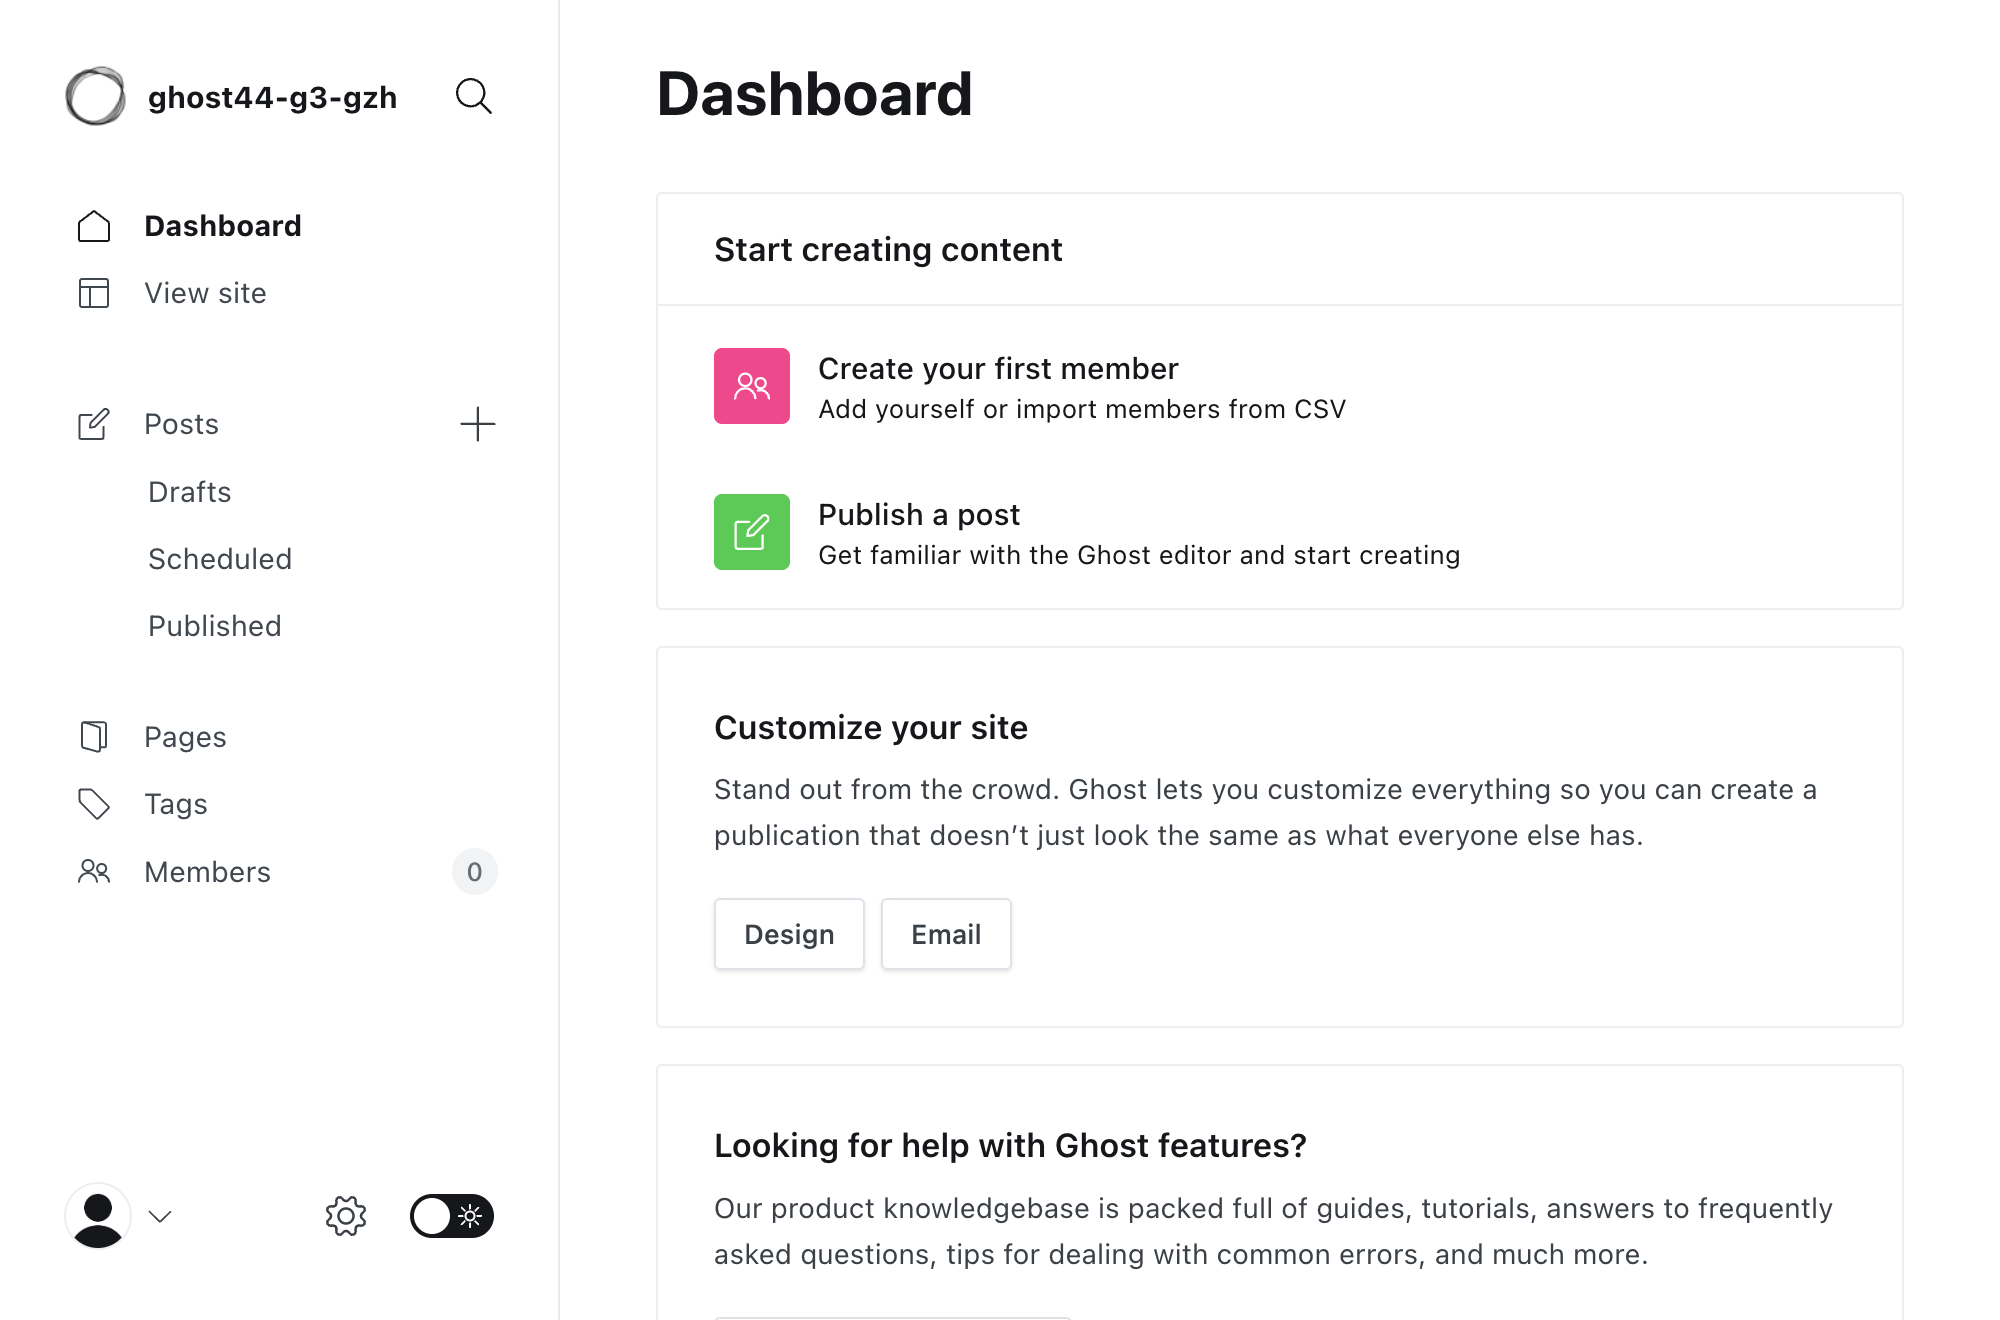 ghost44-g3-gzh
Dashboard
View site
Posts
Drafts
Scheduled
Published
Pages
Tags
Members
0
Dashboard
Start creating content
Create your first member
Add yourself or import members from CSV
Publish a post
Get familiar with the Ghost editor and start creating
Customize your site
Stand out from the crowd. Ghost lets you customize everything so you can create a
publication that doesn’t just look the same as what everyone else has.
Design
Email
Looking for help with Ghost features?
Our product knowledgebase is packed full of guides, tutorials, answers to frequently
asked questions, tips for dealing with common errors, and much more.